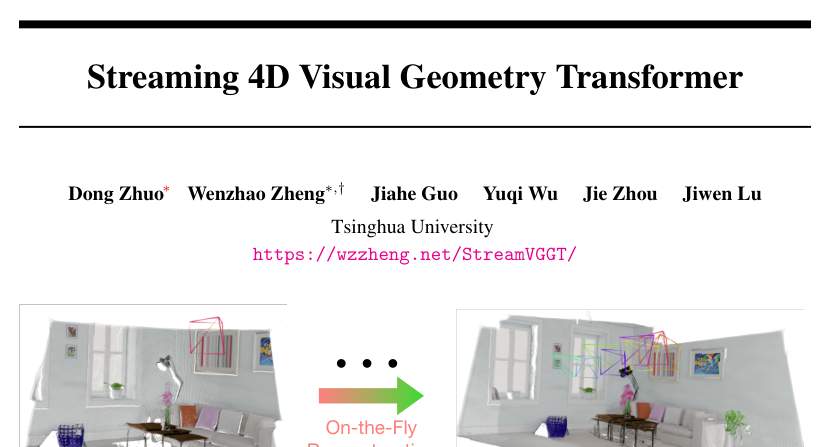 Streaming 4D Visual Geometry Transformer
Dong Zhuo* Wenzhao Zheng*,† Jiahe Guo Yuqi Wu Jie Zhou Jiwen Lu
Tsinghua University
https://wzzheng.net/StreamVGGT/
On-the-Fly